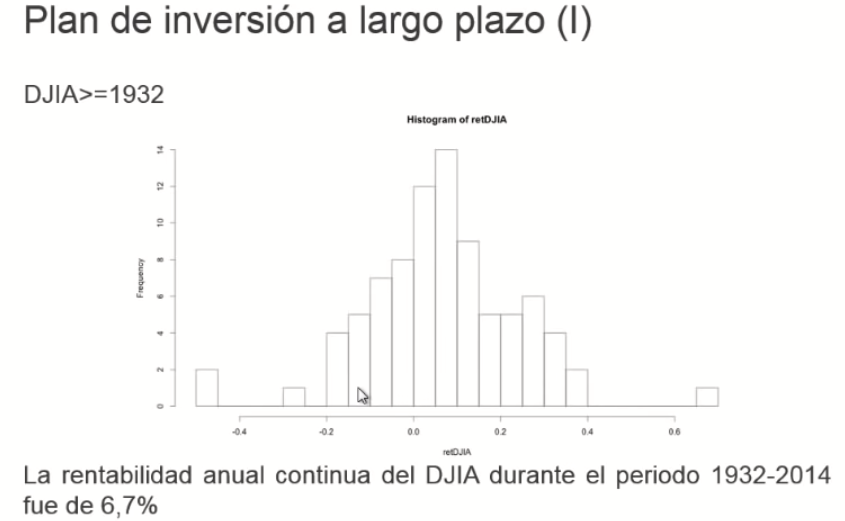 Plan de inversión a largo plazo (I)
DJIA>=1932
Histogram of retDJIA
14
12
10
8
6
4
2
0
Frequency
-0.4 -0.2 0.0 0.2 0.4 0.6
retDJIA
La rentabilidad anual continua del DJIA durante el periodo 1932-2014
fue de 6,7%